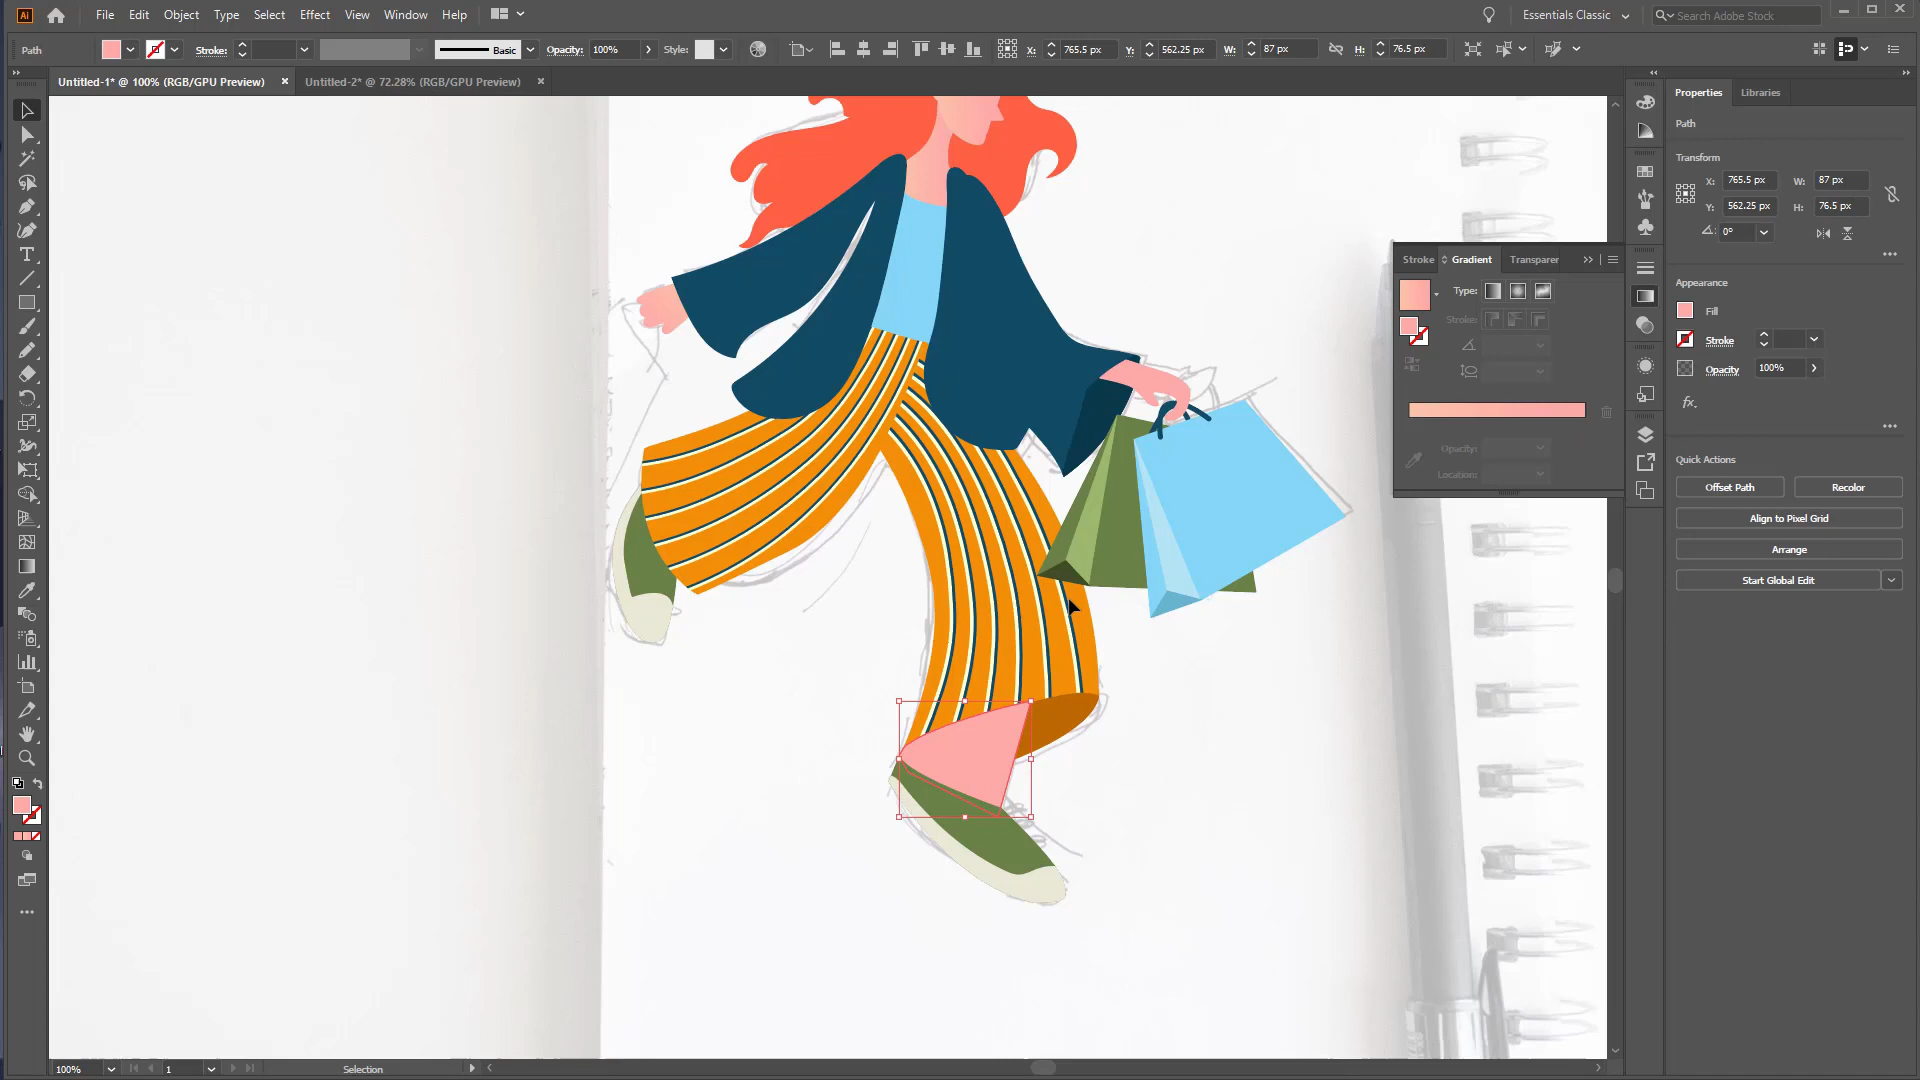 Ai File Edit Object Type Select Effect View Window Help Essentials Classic Search Adobe Stock
Path Stroke: Basic Opacity: 100% Style: X: 765.5 px Y: 562.25 px W: 87 px H: 76.5 px
Untitled-1* @ 100% (RGB/GPU Preview) Untitled-2* @ 72.28% (RGB/GPU Preview)
Properties Libraries
Path
Transform
X: 765.5 px W: 87 px
Y: 562.25 px H: 76.5 px
0°
Stroke Gradient Transparer
Type:
Stroke:
Opacity:
Location:
Appearance
Fill
Stroke
Opacity 100%
fx
Quick Actions
Offset Path Recolor
Align to Pixel Grid
Arrange
Start Global Edit
100% 1 Selection